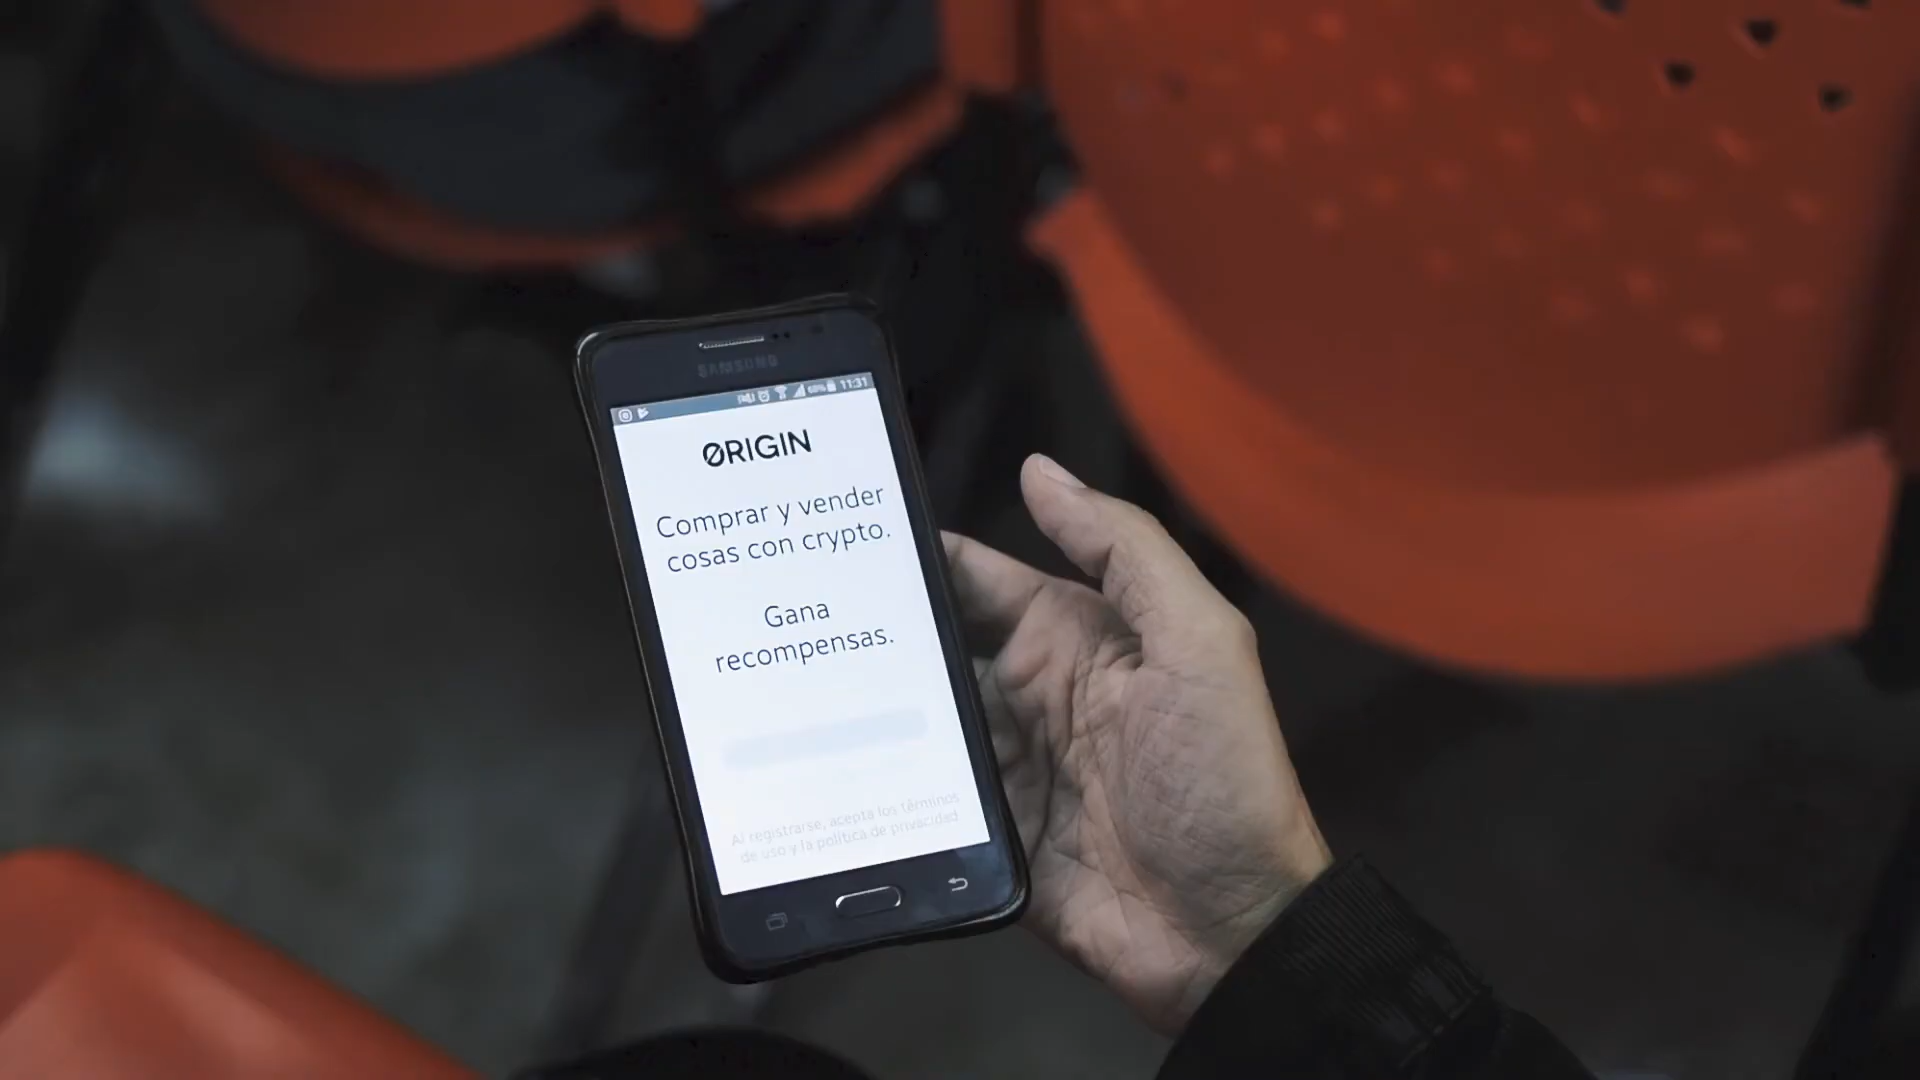 SAMSUNG
11:31
ORIGIN
Comprar y vender
cosas con crypto.
Gana
recompensas.
Al registrarse, acepta los términos
de uso y la política de privacidad